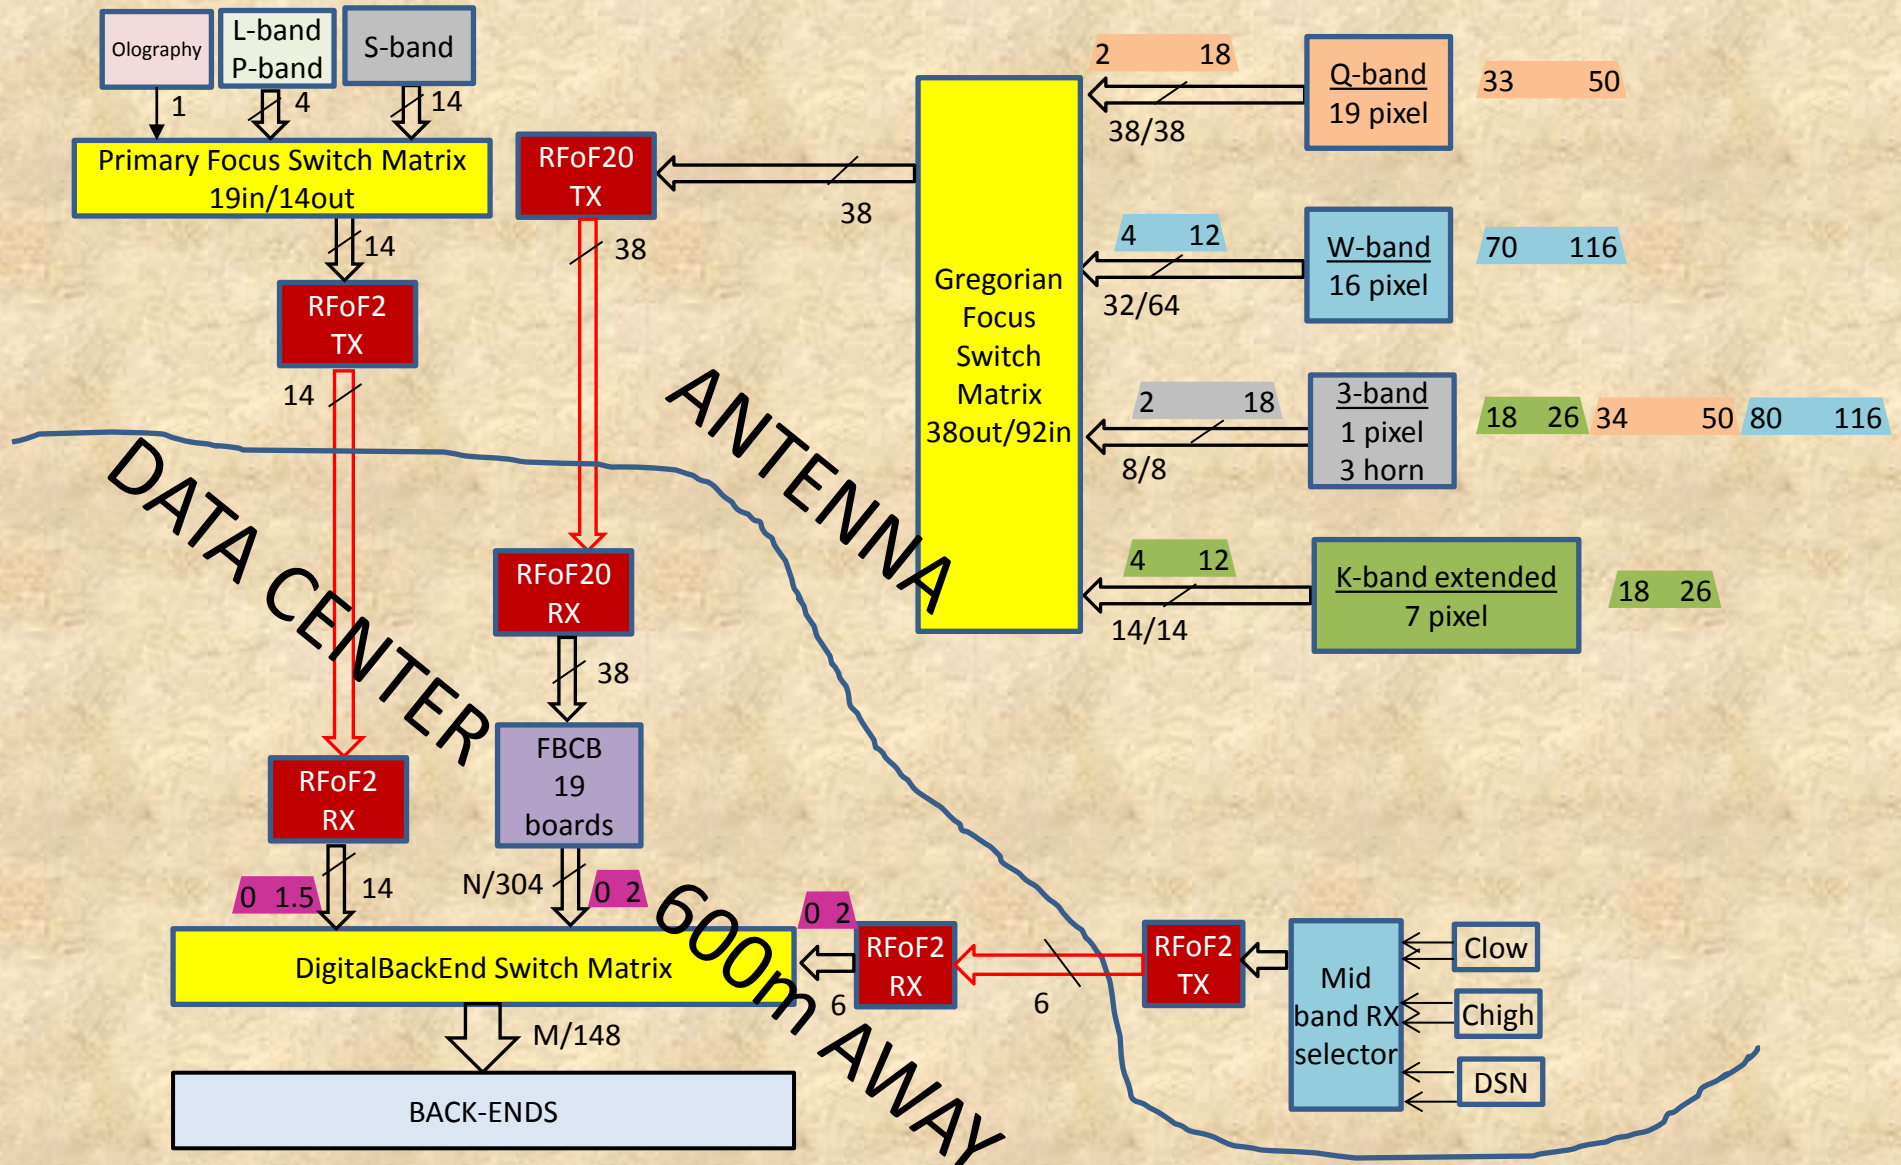 Olography
L-band
P-band
S-band
1
4
14
Primary Focus Switch Matrix
19in/14out
14
RFoF2
TX
14
RFoF20
TX
38
38
Gregorian
Focus
Switch
Matrix
38out/92in
2 18
38/38
Q-band
19 pixel
33 50
4 12
32/64
W-band
16 pixel
70 116
2 18
8/8
3-band
1 pixel
3 horn
18 26 34 50 80 116
4 12
14/14
K-band extended
7 pixel
18 26
ANTENNA
DATA CENTER
600m AWAY
RFoF20
RX
38
FBCB
19
boards
N/304
0 2
RFoF2
RX
0 1.5
14
DigitalBackEnd Switch Matrix
M/148
BACK-ENDS
0 2
RFoF2
RX
6
6
RFoF2
TX
Mid
band RX
selector
Clow
Chigh
DSN